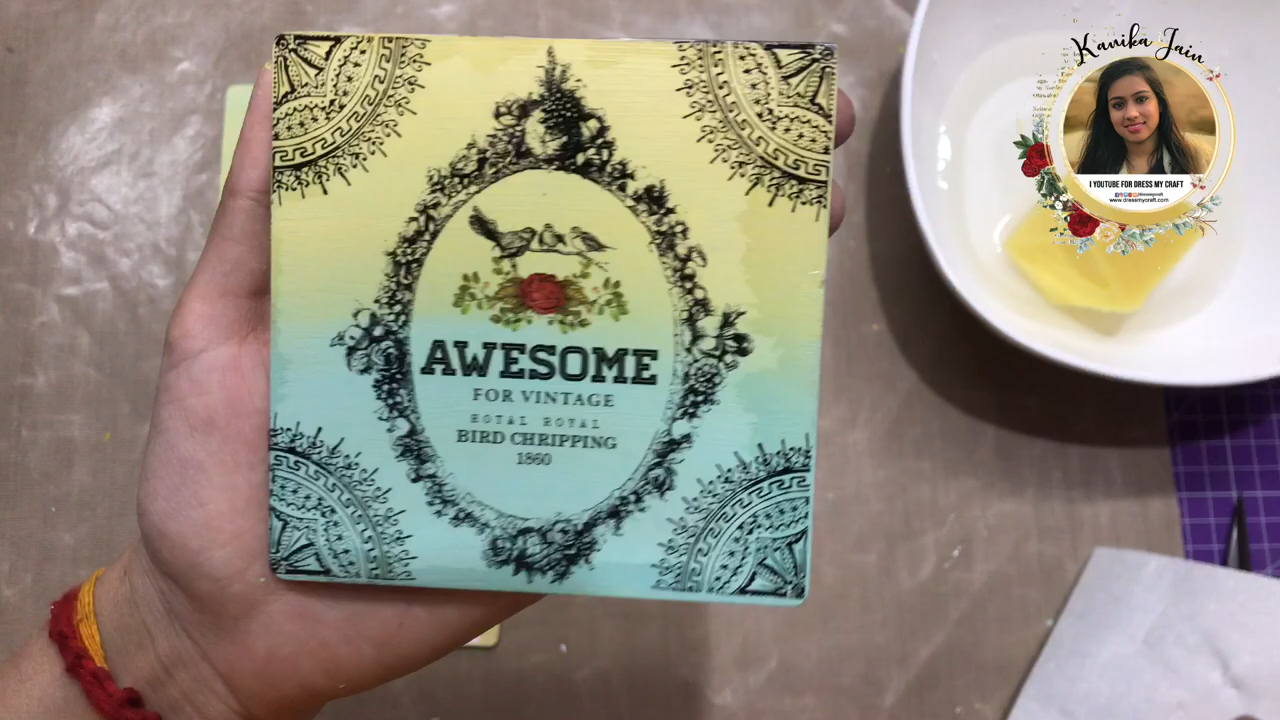 Kanika Jain
I YOUTUBE FOR DRESS MY CRAFT
www.dressmycraft.com
AWESOME
FOR VINTAGE
ROYAL ROYAL
BIRD CHRIPPING
1860